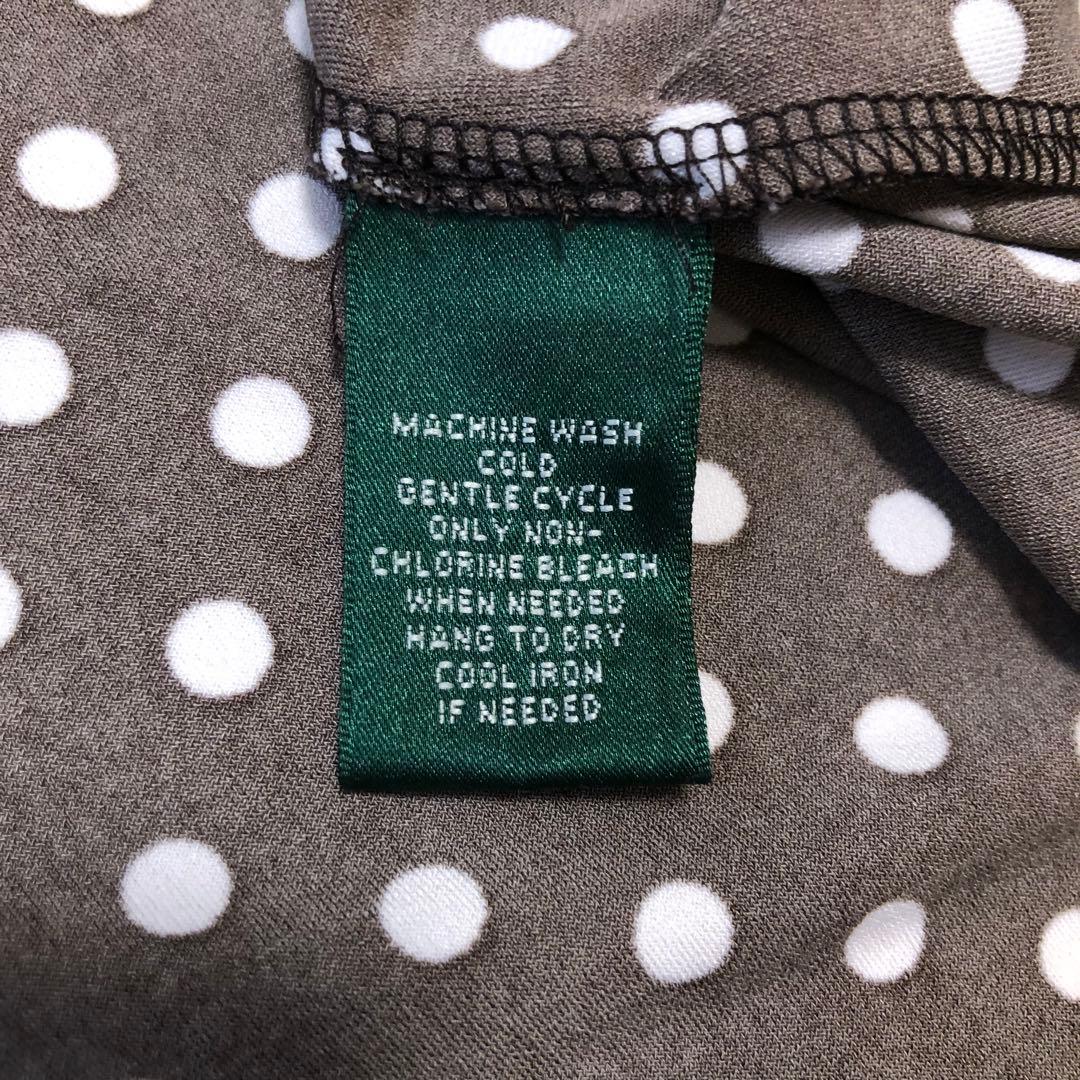 MACHINE WASH
COLD
GENTLE CYCLE
ONLY NON-
CHLORINE BLEACH
WHEN NEEDED
HANG TO DRY
COOL IRON
IF NEEDED